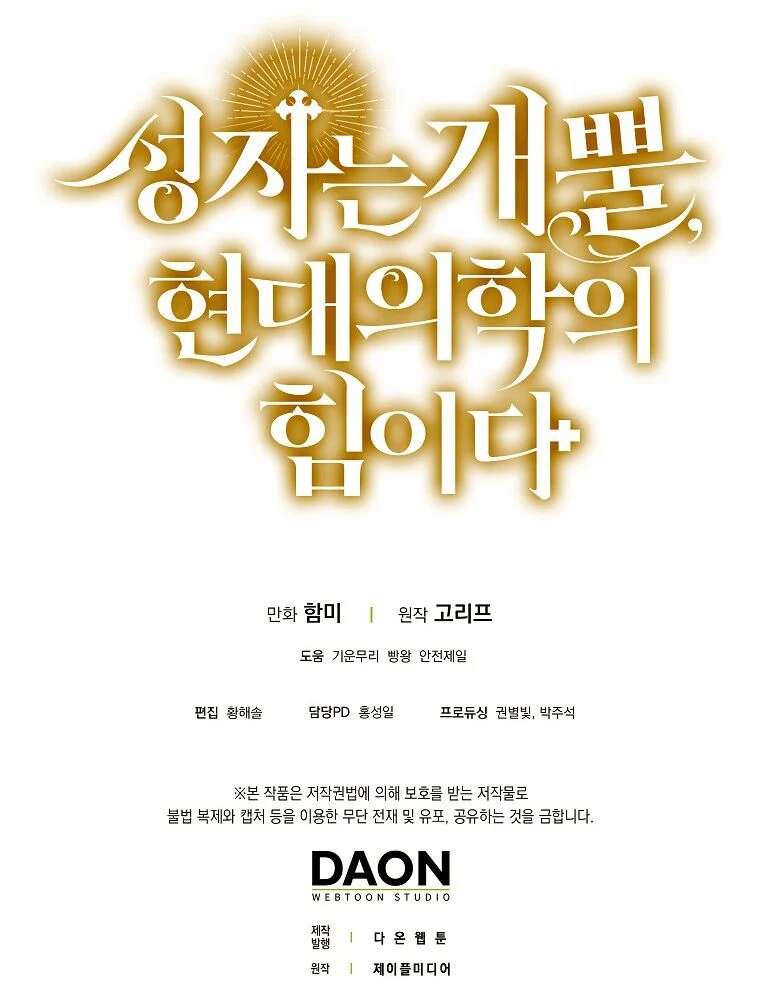 성자는 개뿔,
현대의학의
힘이다
만화 함미 | 원작 고리프
도움 기운무리 빵왕 안전제일
편집 황해솔 담당PD 홍성일 프로듀싱 권별빛, 박주석
※본 작품은 저작권법에 의해 보호를 받는 저작물로
불법 복제와 캡처 등을 이용한 무단 전재 및 유포, 공유하는 것을 금합니다.
DAON
WEBTOON STUDIO
제작
발행 | 다온웹툰
원작 | 제이플미디어